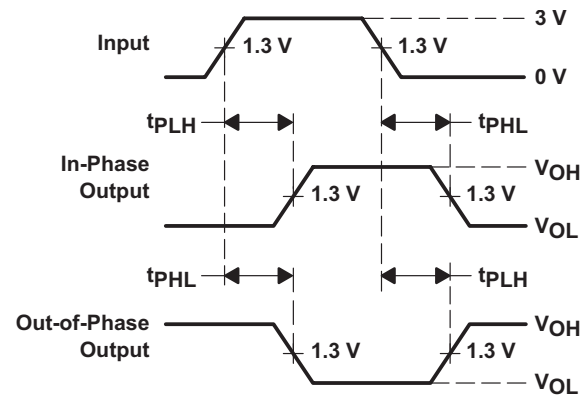 3 V
Input
1.3 V
1.3 V
0 V
tPLH
tPHL
In-Phase
Output
VOH
1.3 V
1.3 V
VOL
tPHL
tPLH
Out-of-Phase
Output
VOH
1.3 V
1.3 V
VOL